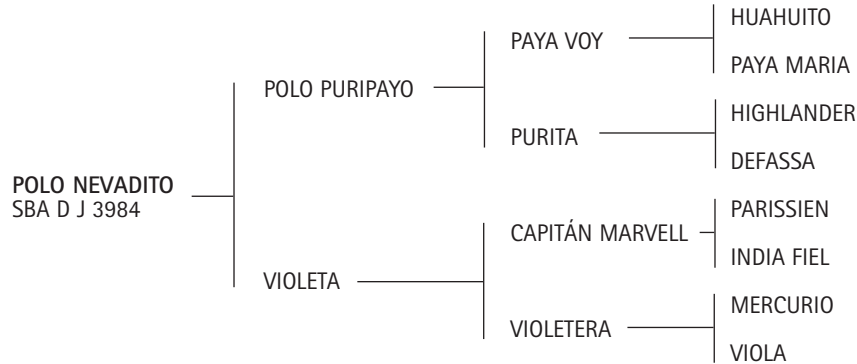 HUAHUITO
PAYA VOY
PAYA MARIA
POLO PURIPAYO
HIGHLANDER
PURITA
DEFASSA
POLO NEVADITO
SBA D J 3984
PARISSIEN
CAPITÁN MARVELL
INDIA FIEL
VIOLETA
MERCURIO
VIOLETERA
VIOLA